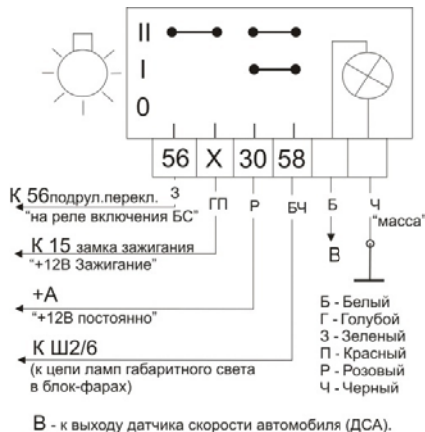 II
I
0
56 X 30 58
К 56подрул.перекл.
"на реле включения БС"
З ГП Р БЧ Б Ч
"масса"
В
К 15 замка зажигания
"+12В Зажигание"
+А
"+12В постоянно"
К Ш2/6
(к цепи ламп габаритного света
в блок-фарах)
Б - Белый
Г - Голубой
З - Зеленый
П - Красный
Р - Розовый
Ч - Черный
В - к выходу датчика скорости автомобиля (ДСА).